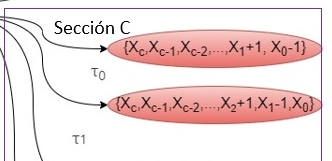 Sección C
{Xc,Xc-1,Xc-2,...,X1+1, X0-1}
τ0
{Xc,Xc-1,Xc-2,...,X2+1,X1-1,X0}
τ1